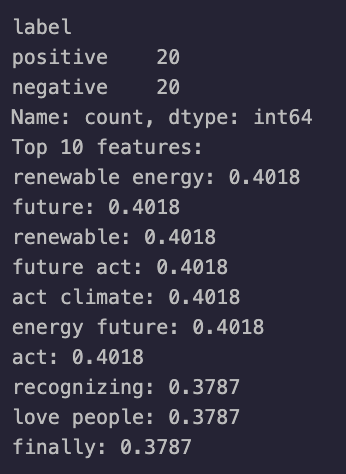 label
positive    20
negative    20
Name: count, dtype: int64
Top 10 features:
renewable energy: 0.4018
future: 0.4018
renewable: 0.4018
future act: 0.4018
act climate: 0.4018
energy future: 0.4018
act: 0.4018
recognizing: 0.3787
love people: 0.3787
finally: 0.3787